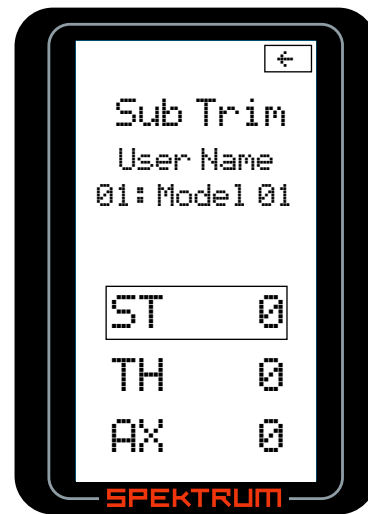 ←
Sub Trim
User Name
01: Model 01
ST 0
TH 0
AX 0
SPEKTRUM